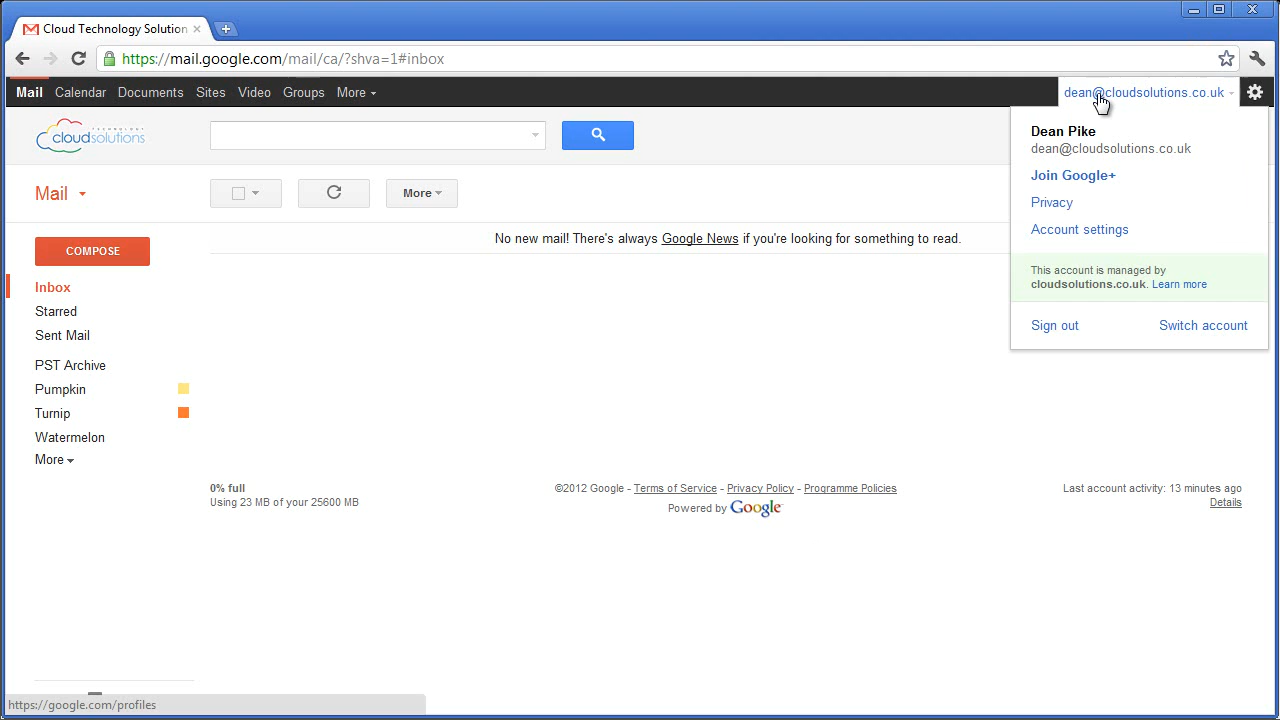 Cloud Technology Solution
https://mail.google.com/mail/ca/?shva=1#inbox
Mail Calendar Documents Sites Video Groups More
dean@cloudsolutions.co.uk
TECHNOLOGY
cloudsolutions
Dean Pike
dean@cloudsolutions.co.uk
Join Google+
Privacy
Account settings
This account is managed by
cloudsolutions.co.uk. Learn more
Sign out Switch account
Mail
More
No new mail! There's always Google News if you're looking for something to read.
COMPOSE
Inbox
Starred
Sent Mail
PST Archive
Pumpkin
Turnip
Watermelon
More
0% full
Using 23 MB of your 25600 MB
©2012 Google - Terms of Service - Privacy Policy - Programme Policies
Powered by Google
Last account activity: 13 minutes ago
Details
https://google.com/profiles